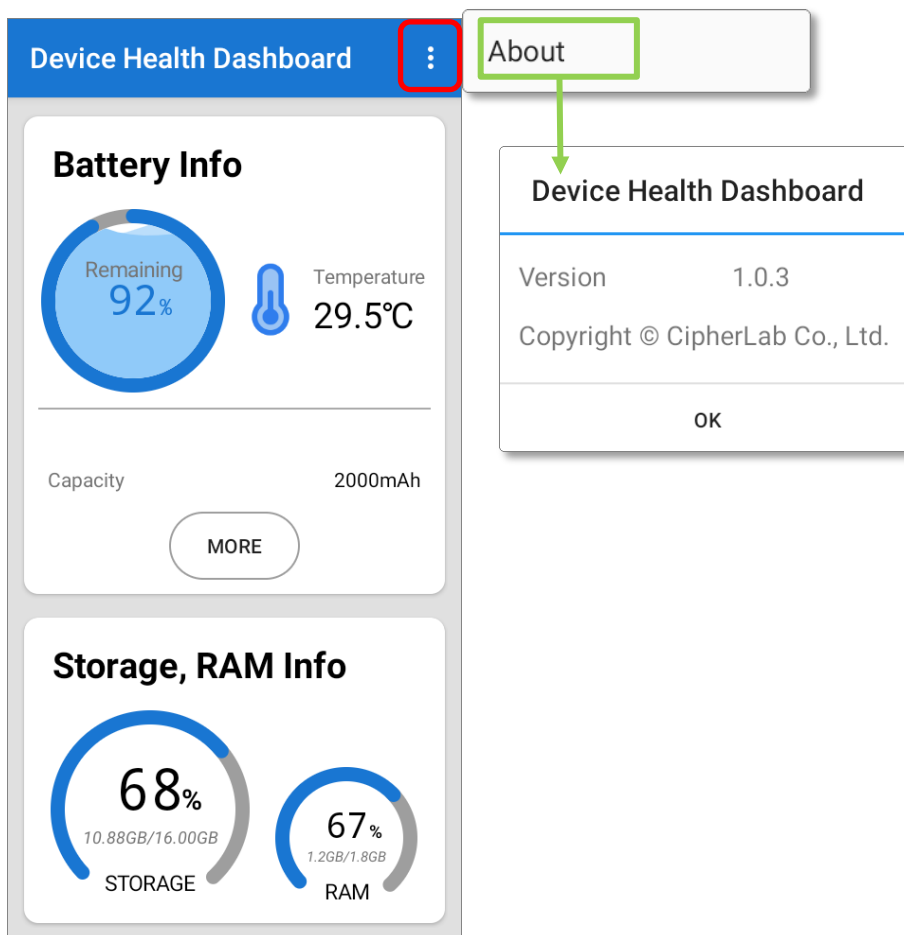 Device Health Dashboard
About
Battery Info
Remaining
92%
Temperature
29.5℃
Capacity 2000mAh
MORE
Storage, RAM Info
68%
10.88GB/16.00GB
STORAGE
67%
1.2GB/1.8GB
RAM
Device Health Dashboard
Version 1.0.3
Copyright © CipherLab Co., Ltd.
OK